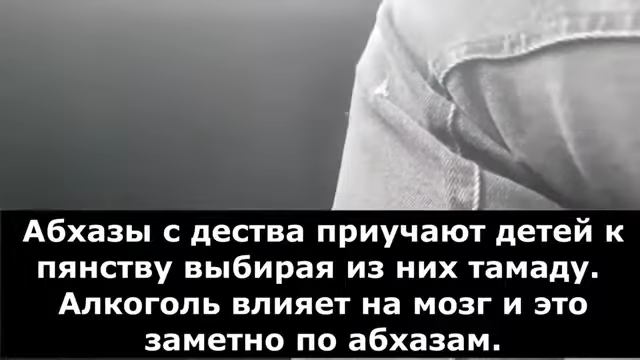 Абхазы с дества приучают детей к
пянству выбирая из них тамаду.
Алкоголь влияет на мозг и это
заметно по абхазам.